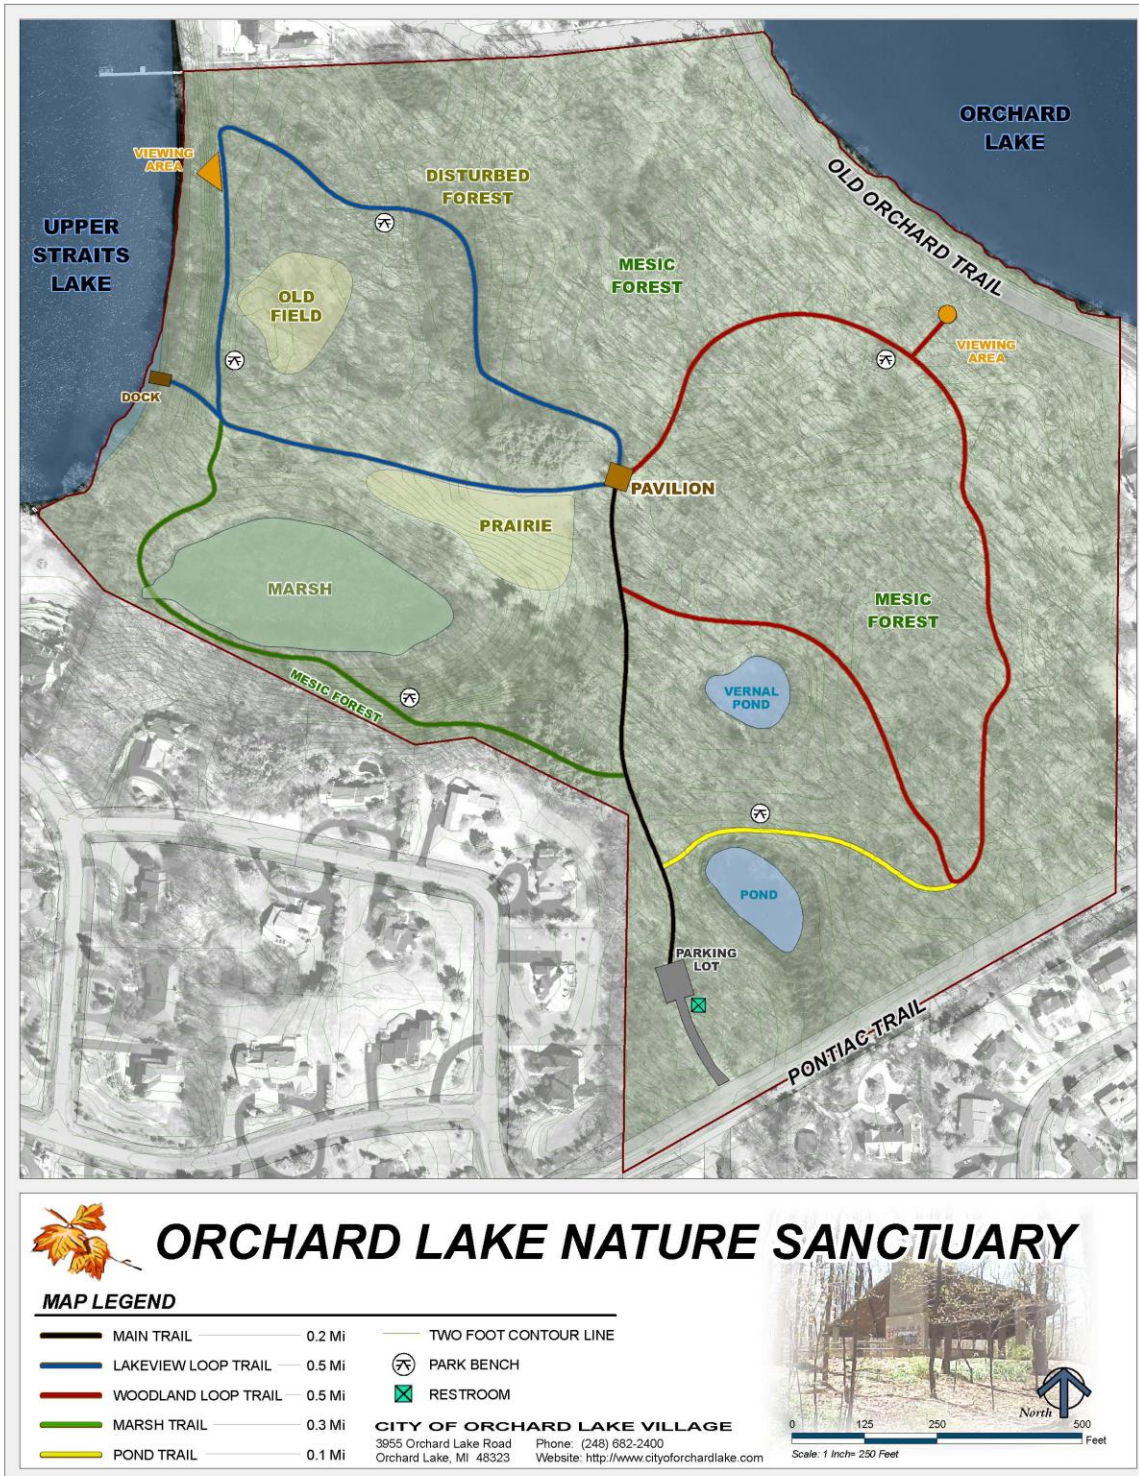 ORCHARD
LAKE
VIEWING
AREA
DISTURBED
FOREST
OLD ORCHARD TRAIL
UPPER
STRAITS
LAKE
MESIC
FOREST
OLD
FIELD
VIEWING
AREA
DOCK
PAVILION
PRAIRIE
MARSH
MESIC
FOREST
MESIC FOREST
VERNAL
POND
POND
PARKING
LOT
PONTIAC TRAIL
ORCHARD LAKE NATURE SANCTUARY
MAP LEGEND
MAIN TRAIL 0.2 Mi
LAKEVIEW LOOP TRAIL 0.5 Mi
WOODLAND LOOP TRAIL 0.5 Mi
MARSH TRAIL 0.3 Mi
POND TRAIL 0.1 Mi
TWO FOOT CONTOUR LINE
PARK BENCH
RESTROOM
CITY OF ORCHARD LAKE VILLAGE
3955 Orchard Lake Road Phone: (248) 682-2400
Orchard Lake, MI 48323 Website: http://www.cityoforchardlake.com
North
0 125 250 500
Feet
Scale: 1 Inch= 250 Feet